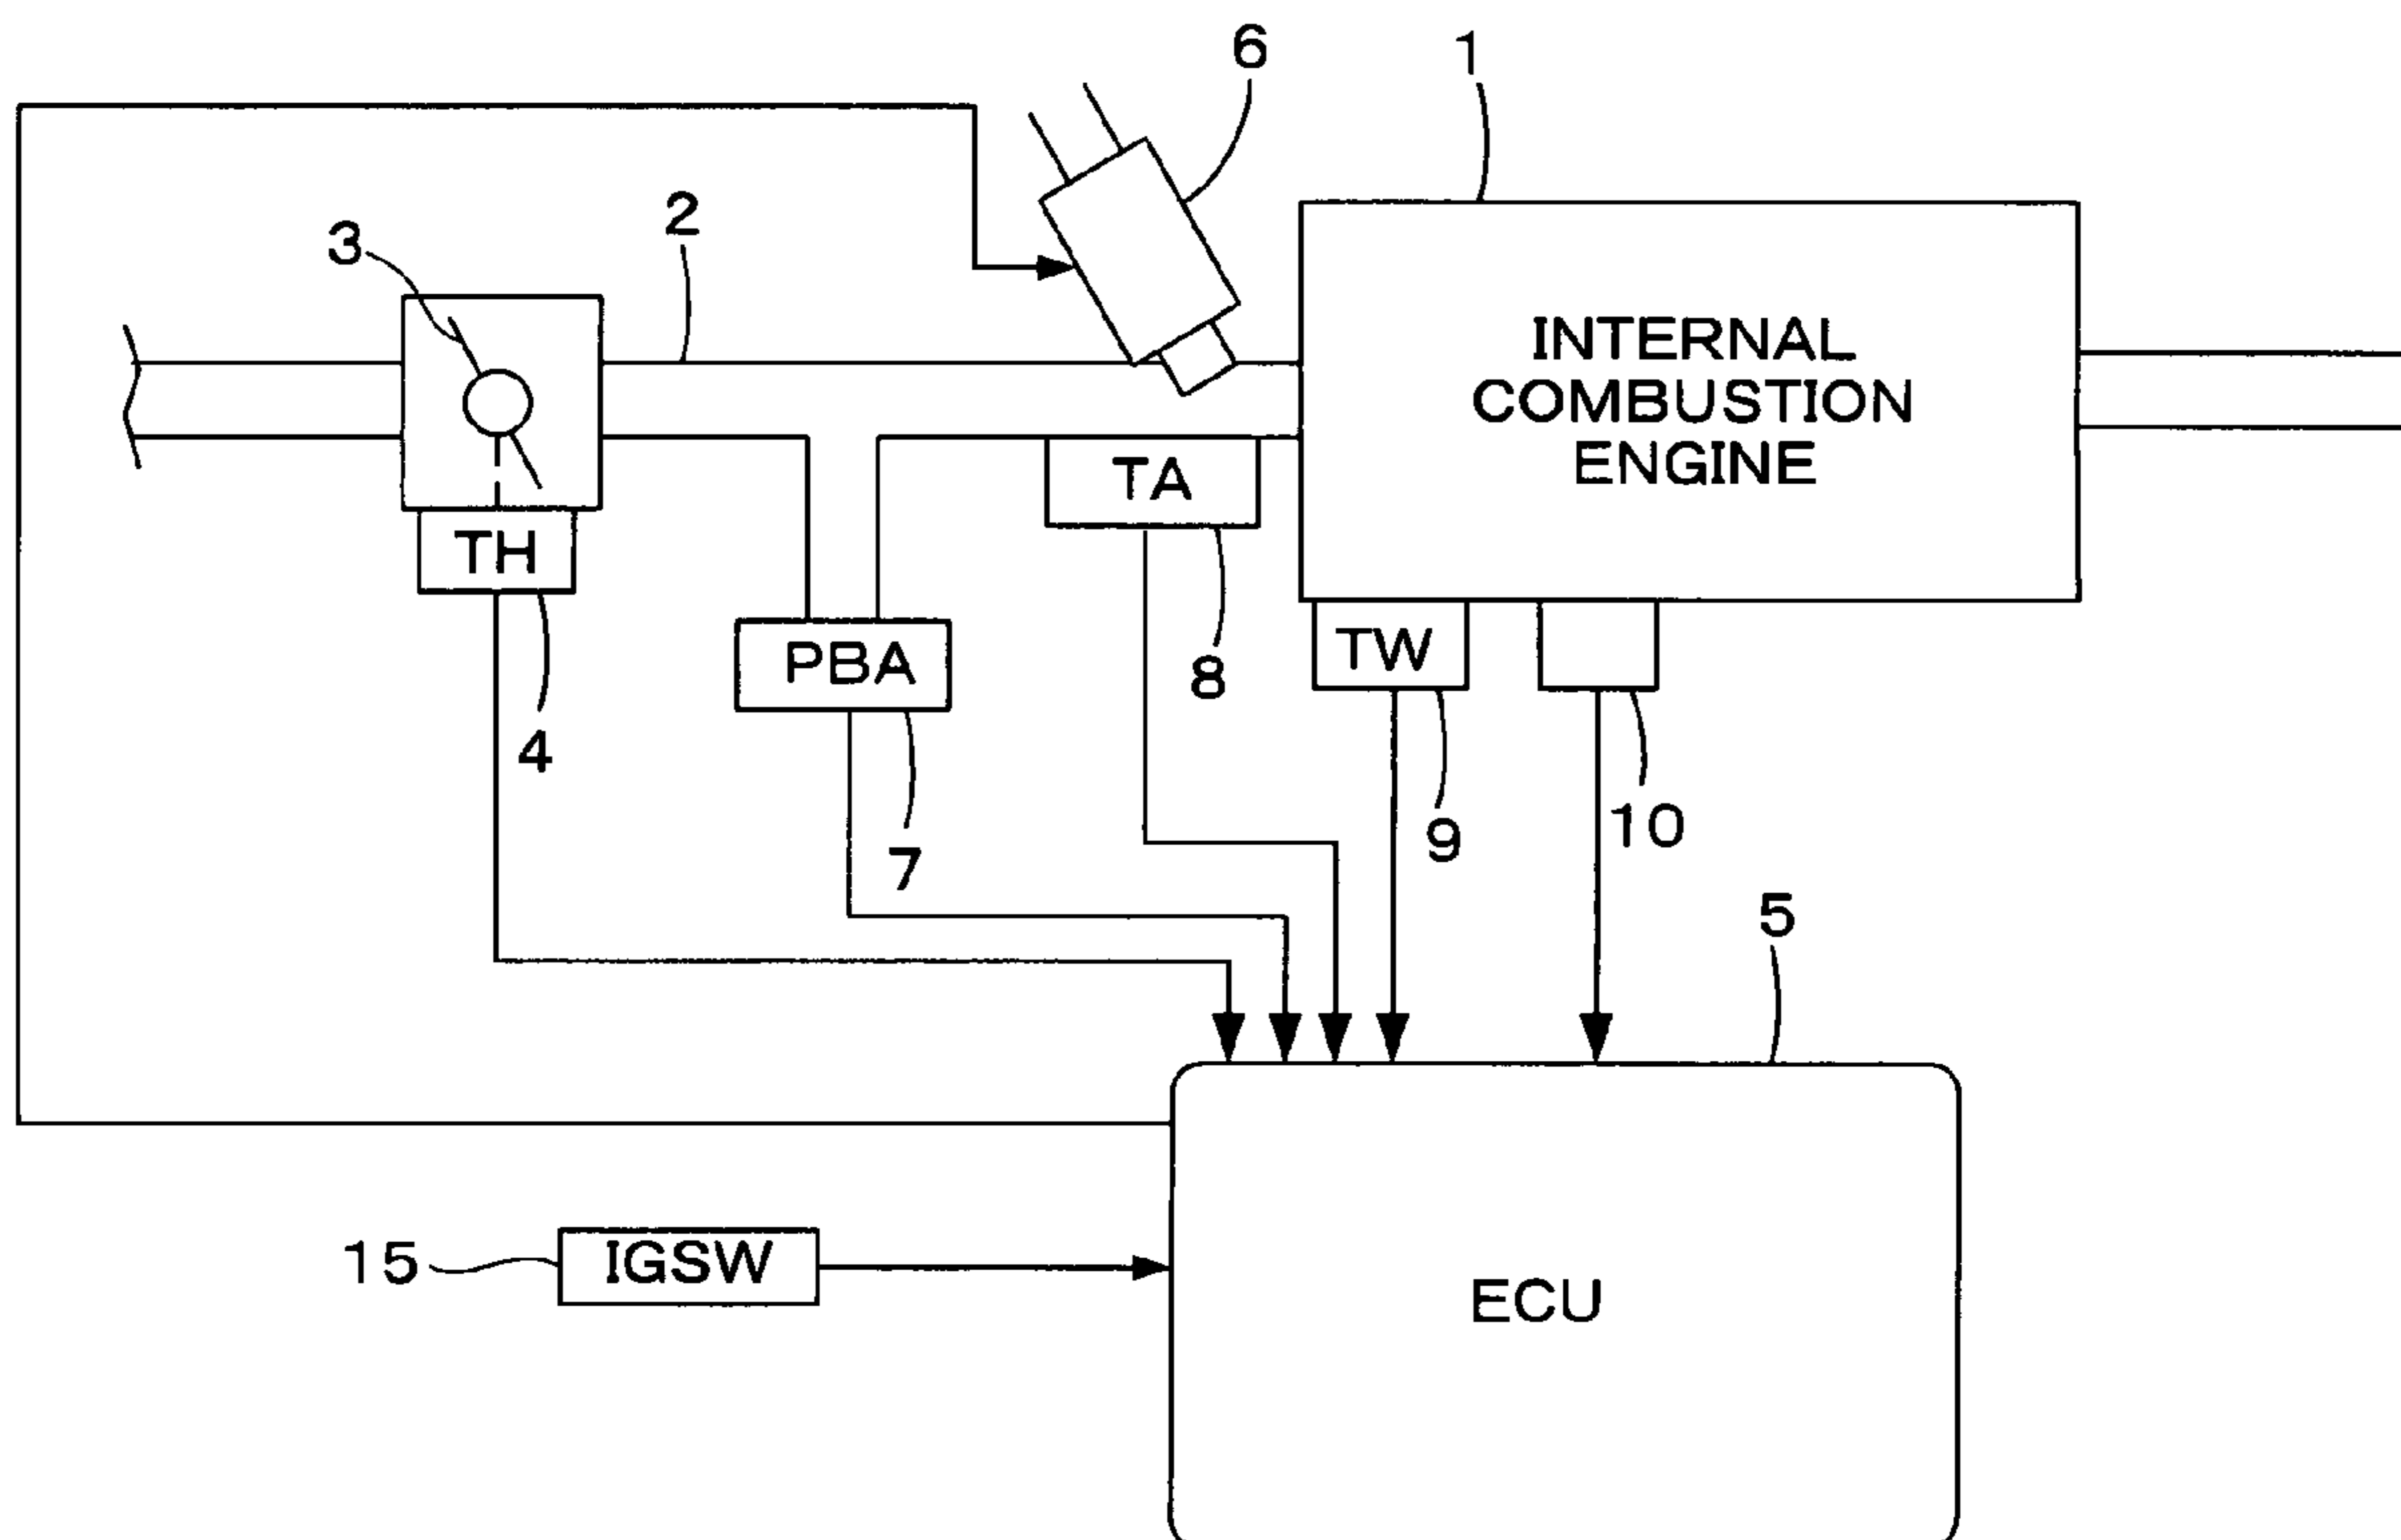 6
1
2
3
INTERNAL
COMBUSTION
ENGINE
TA
TH
TW
PBA
8
4
9
10
7
5
15
IGSW
ECU